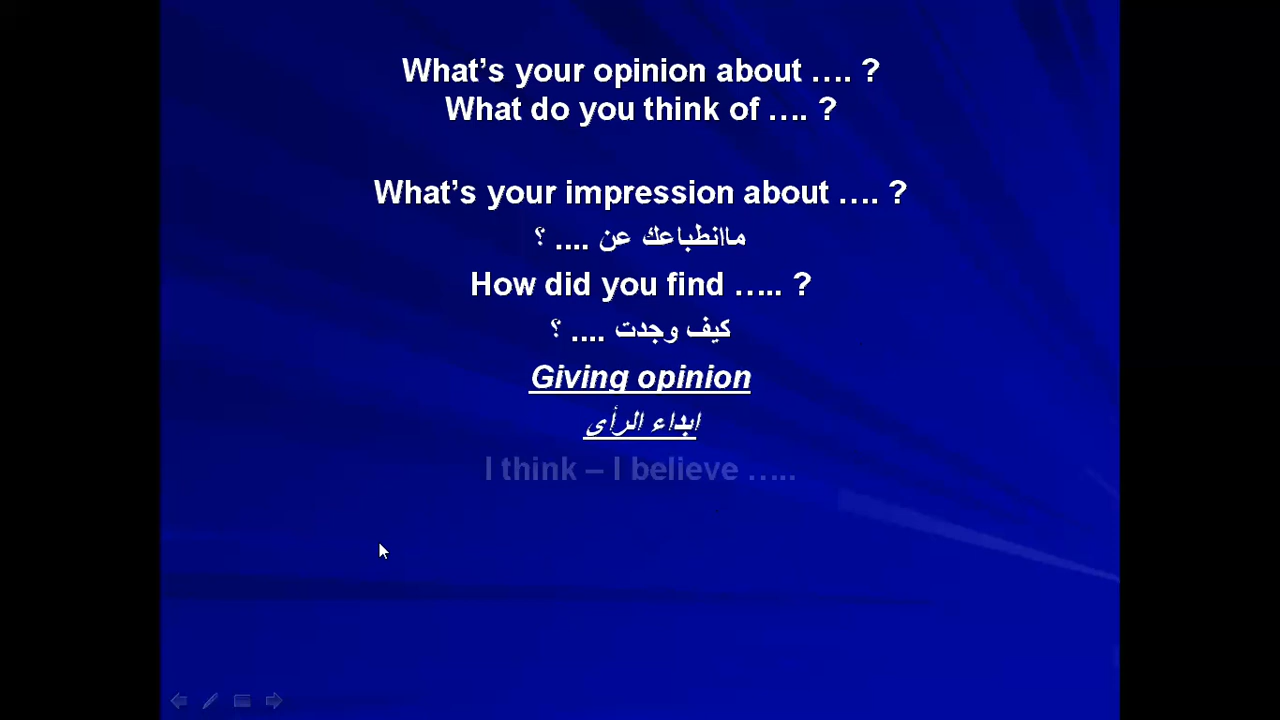 What’s your opinion about …. ?
What do you think of …. ?
What’s your impression about …. ?
ماانطباعك عن .... ؟
How did you find ….. ?
كيف وجدت .... ؟
Giving opinion
ابداء الرأى
I think – I believe …..